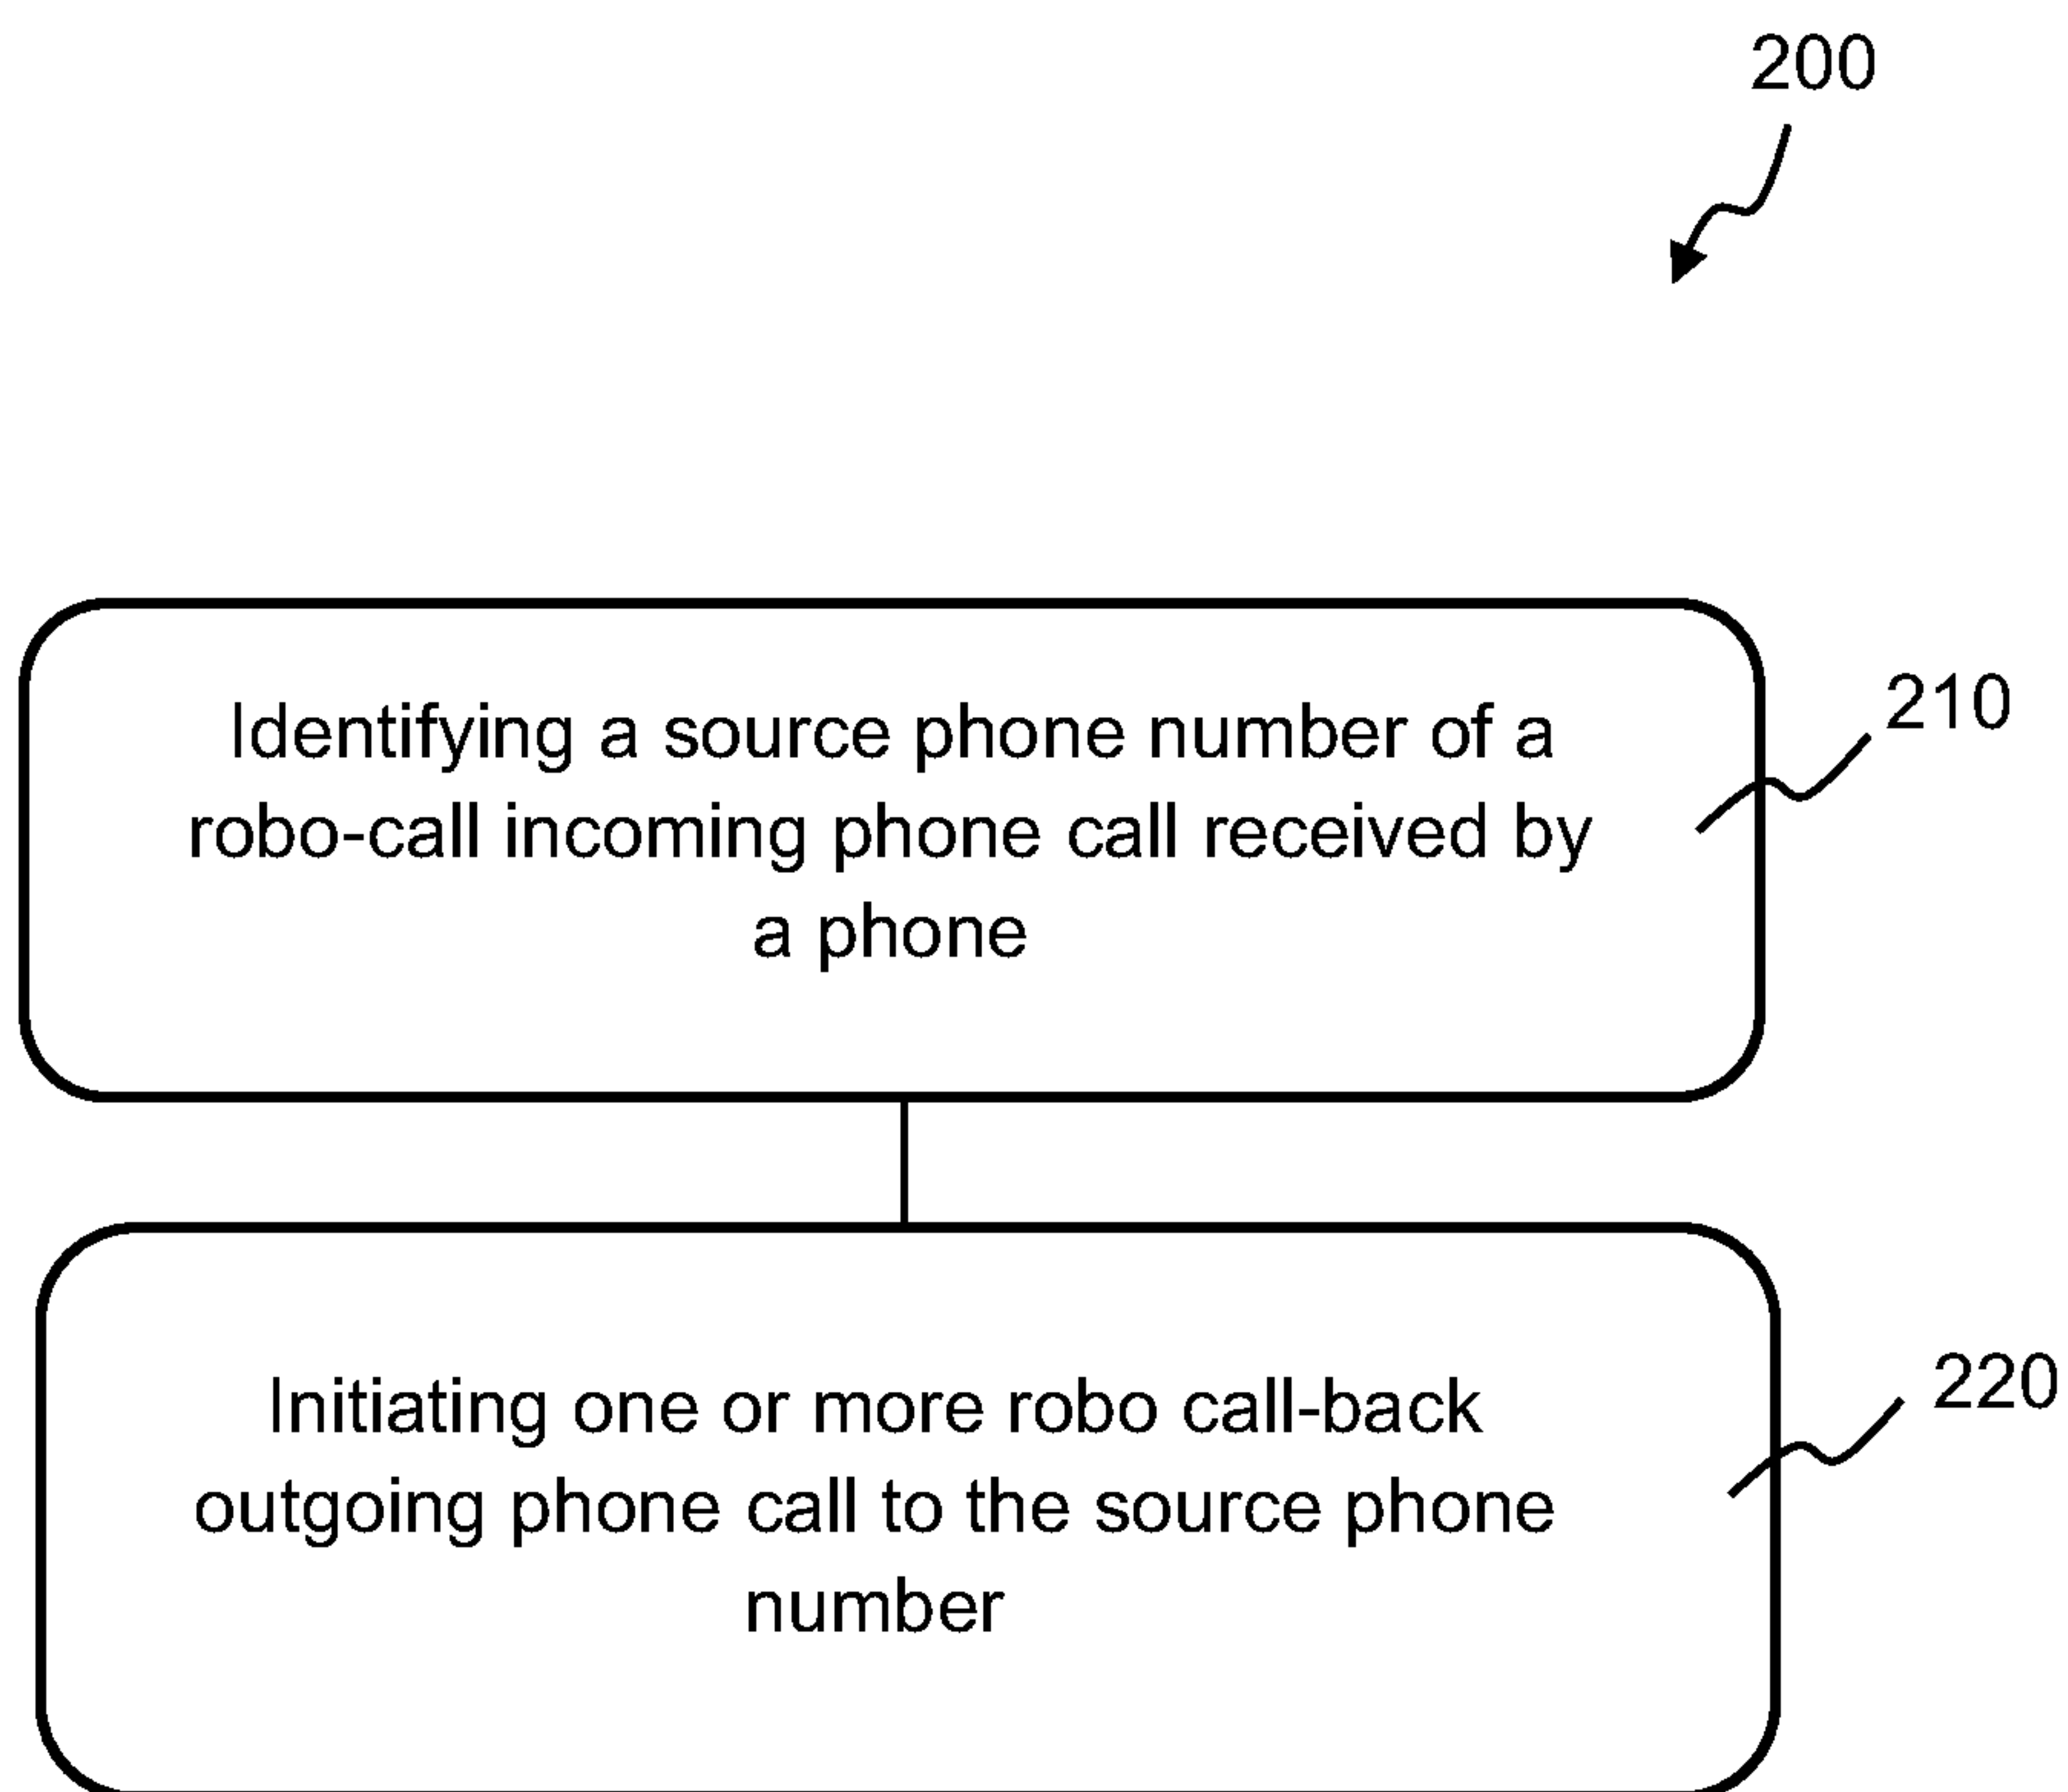 200
Identifying a source phone number of a
210
robo-call incoming phone call received by
a phone
Initiating one or more robo call-back
220
outgoing phone call to the source phone
number